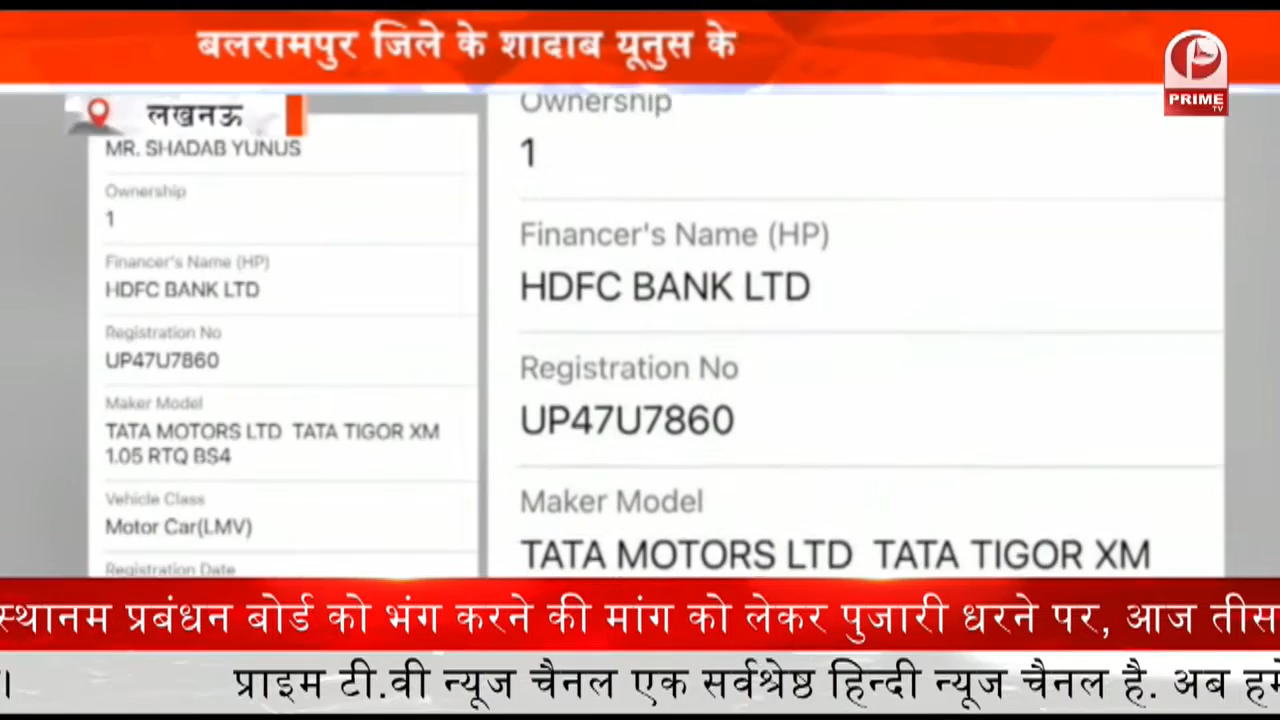 बलरामपुर जिले के शादाब यूनुस के
PRIME
TV
लखनऊ
MR. SHADAB YUNUS
Ownership
1
Financer's Name (HP)
HDFC BANK LTD
Registration No
UP47U7860
Maker Model
TATA MOTORS LTD TATA TIGOR XM
1.05 RTQ BS4
Vehicle Class
Motor Car(LMV)
Registration Date
Ownership
1
Financer's Name (HP)
HDFC BANK LTD
Registration No
UP47U7860
Maker Model
TATA MOTORS LTD TATA TIGOR XM
स्थानम प्रबंधन बोर्ड को भंग करने की मांग को लेकर पुजारी धरने पर, आज तीस
प्राइम टी.वी न्यूज चैनल एक सर्वश्रेष्ठ हिन्दी न्यूज चैनल है. अब हमे